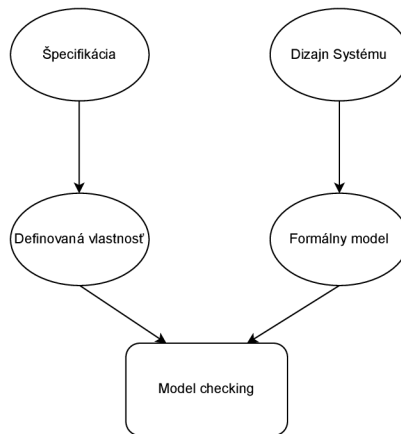 Špecifikácia
Dizajn Systému
Definovaná vlastnosť
Formálny model
Model checking